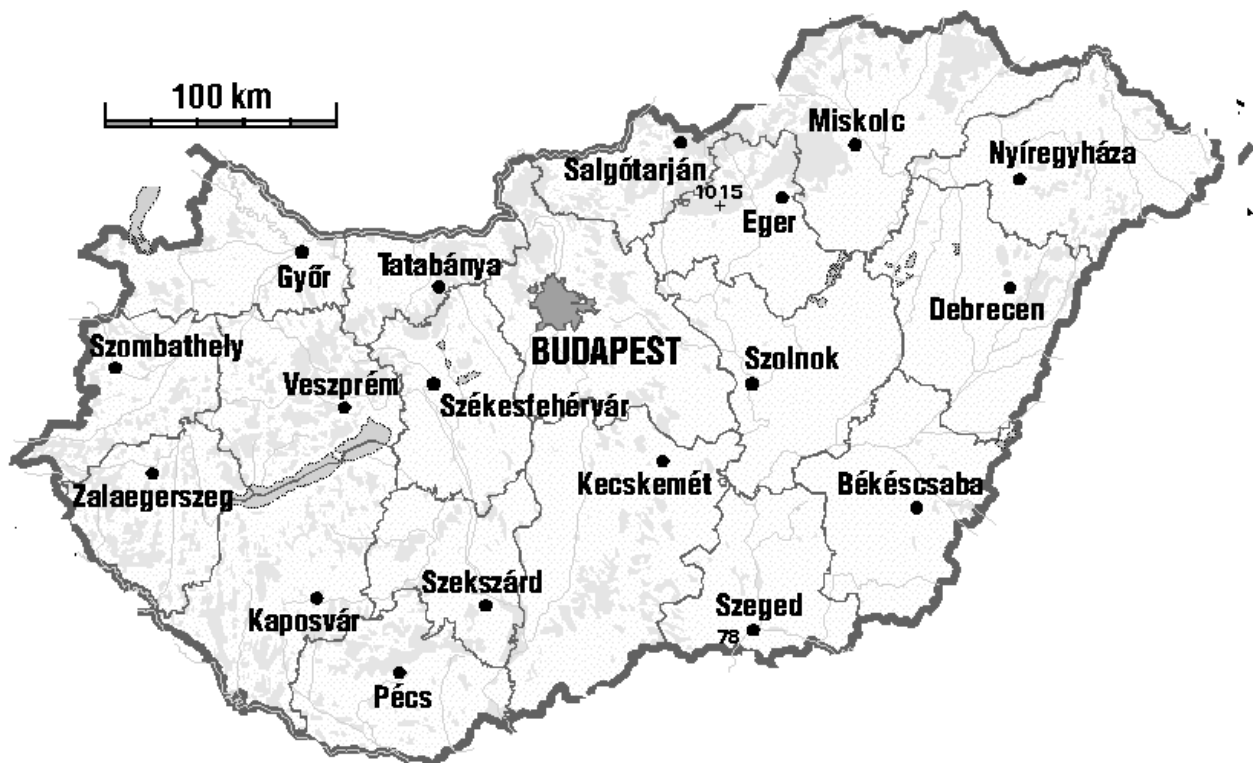 100 km
Miskolc
Salgótarján
Nyíregyháza
1015
Eger
Győr
Tatabánya
Debrecen
BUDAPEST
Szombathely
Szolnok
Veszprém
Székesfehérvár
Kecskemét
Békéscsaba
Zalaegerszeg
Szekszárd
Szeged
Kaposvár
78
Pécs